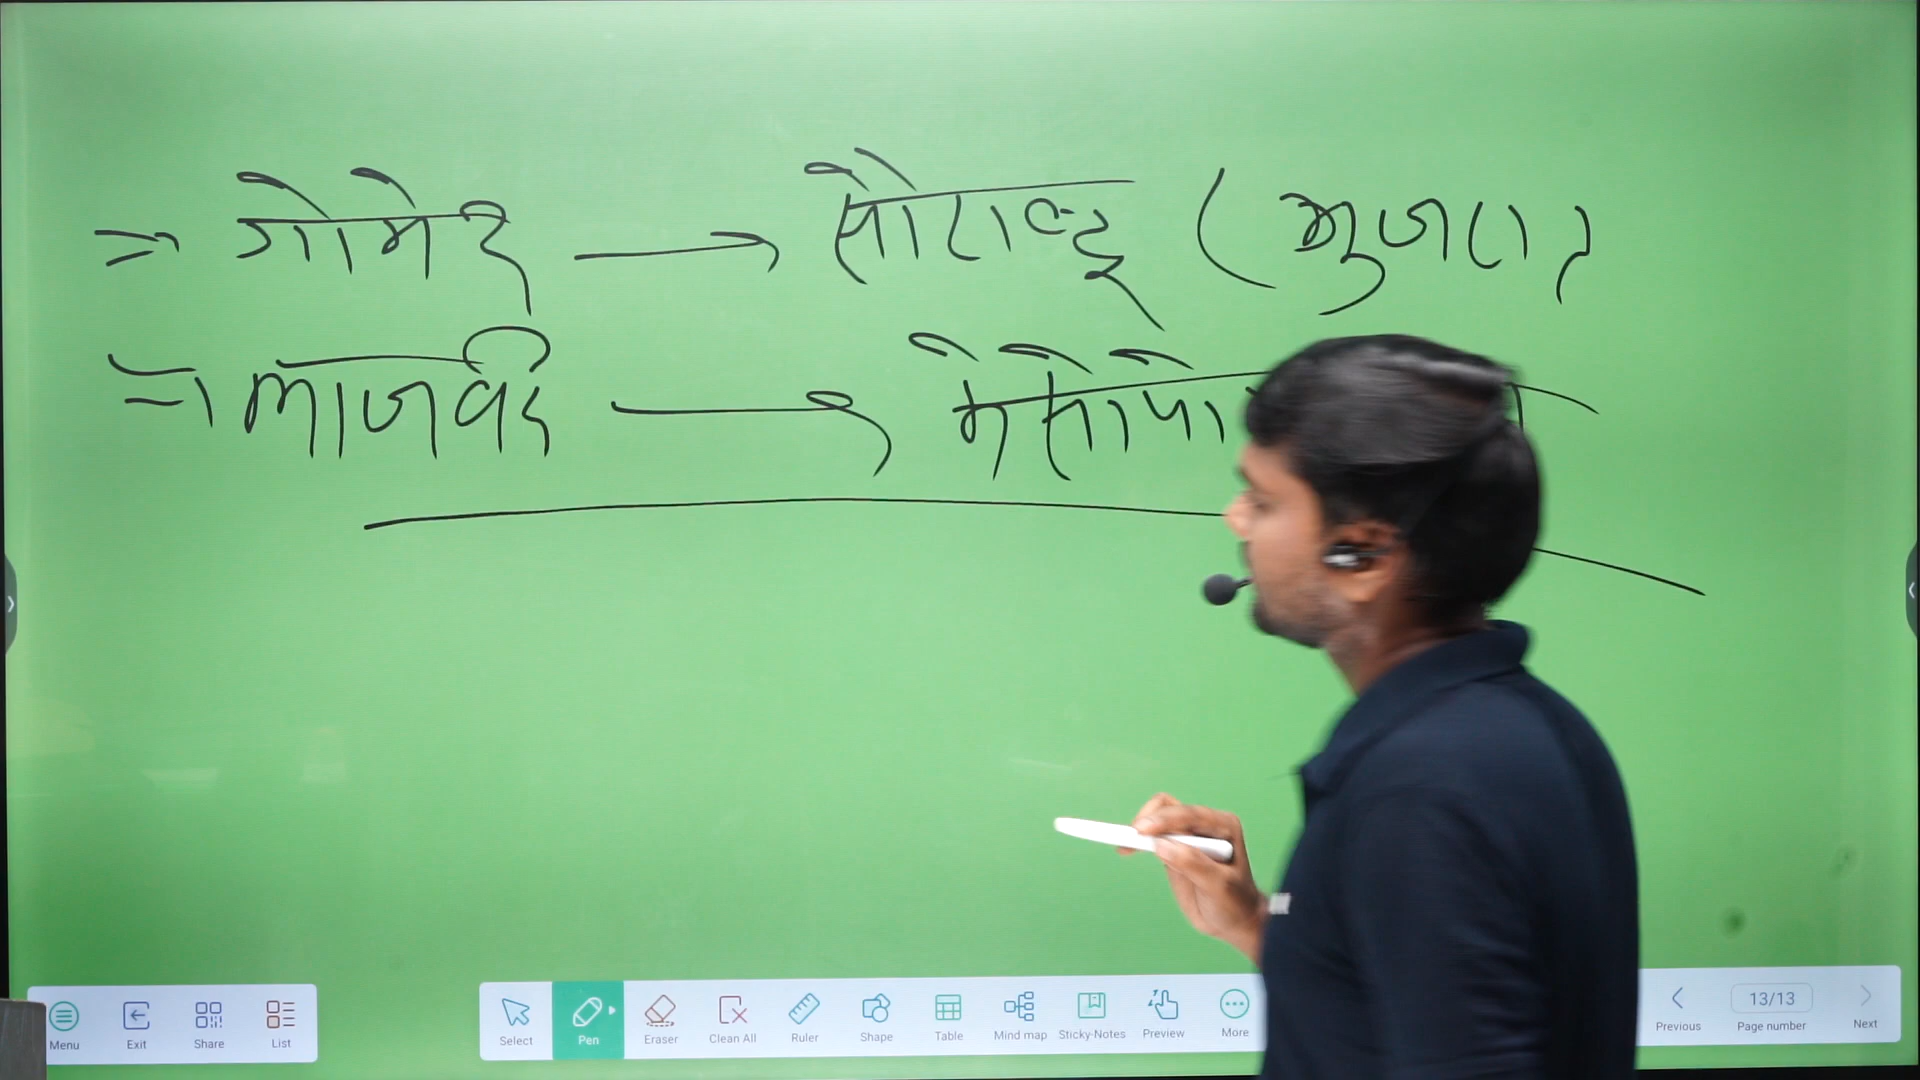 ⇒ गोमेद → सौराष्ट्र (गुजरात
⇒ लाजवर्द → मेसोपो
Menu Exit Share List Select Pen Eraser Clean All Ruler Shape Table Mind map Sticky-Notes Preview More Previous 13/13 Page number Next